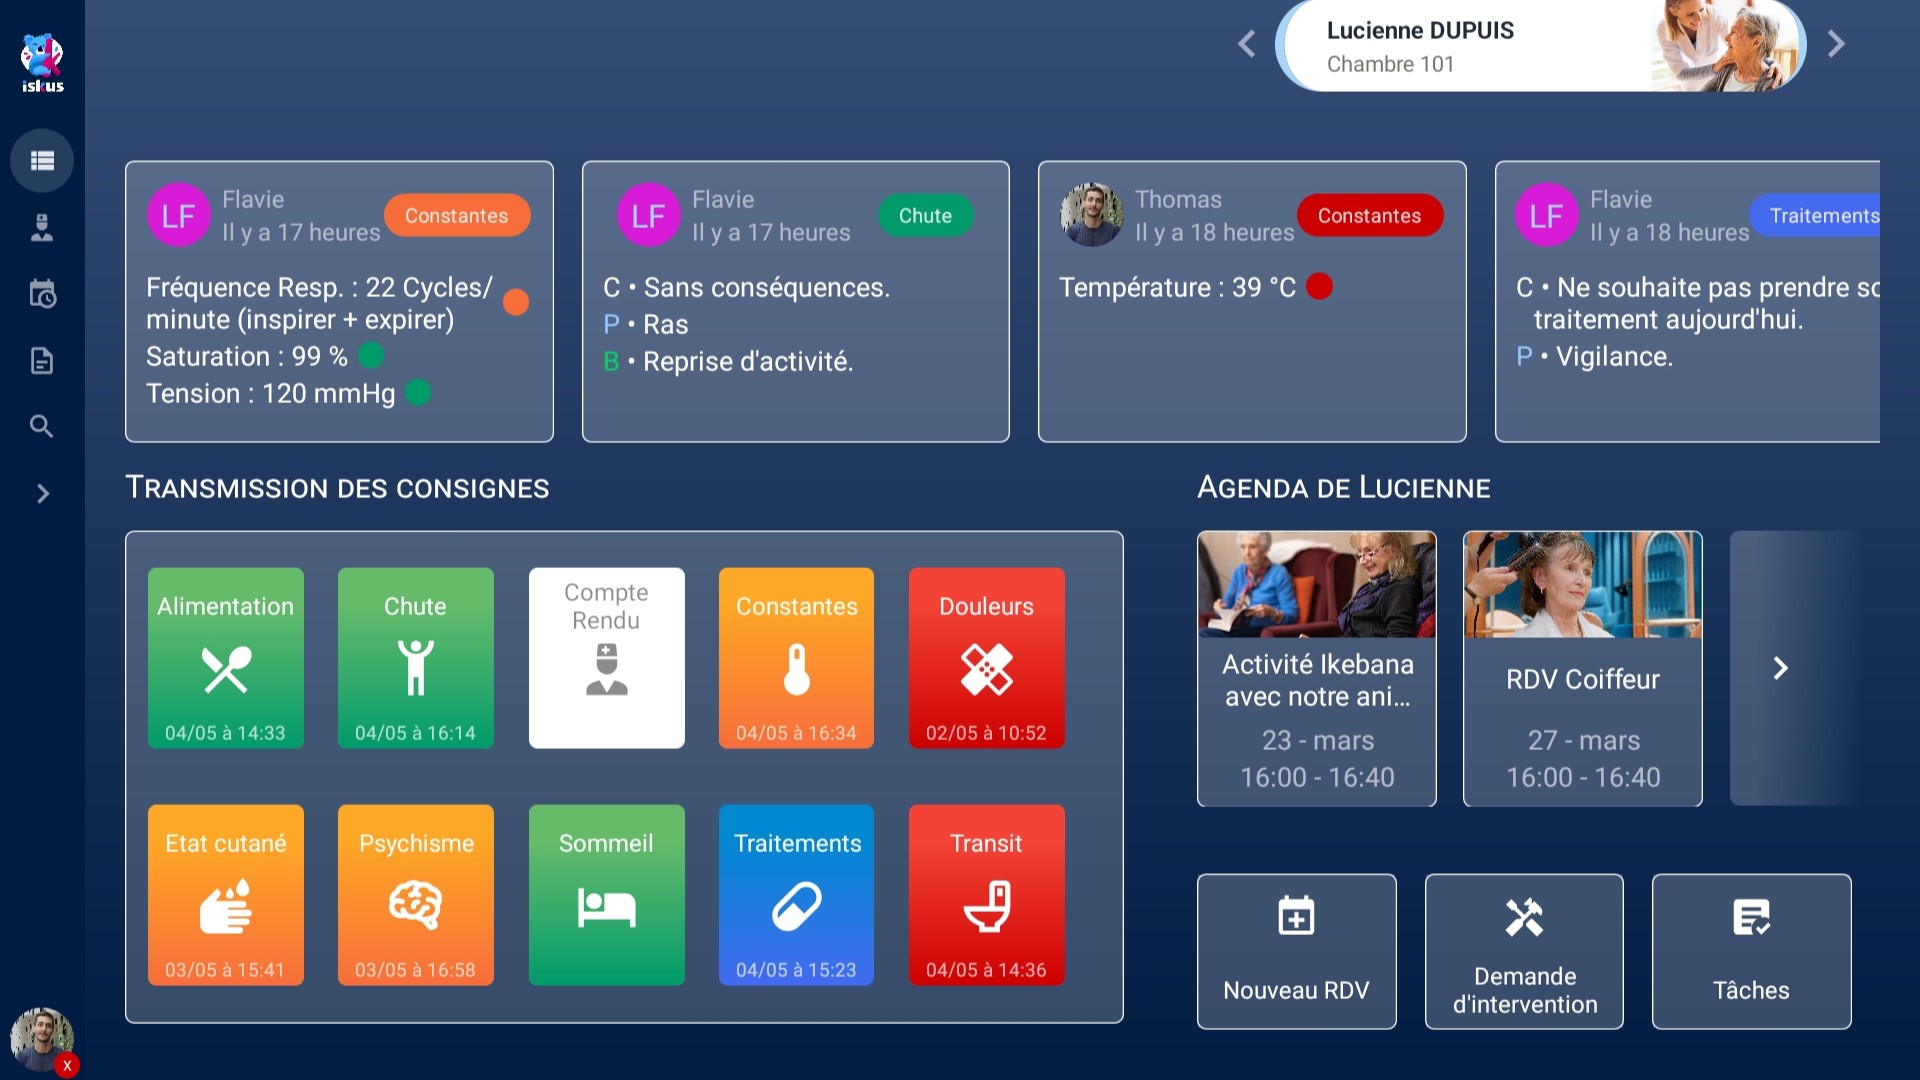 iskus
Lucienne DUPUIS
Chambre 101
LF
Flavie
Il y a 17 heures
Constantes
Fréquence Resp. : 22 Cycles/
minute (inspirer + expirer)
Saturation : 99 %
Tension : 120 mmHg
LF
Flavie
Il y a 17 heures
Chute
C • Sans conséquences.
P • Ras
B • Reprise d'activité.
Thomas
Il y a 18 heures
Constantes
Température : 39 °C
LF
Flavie
Il y a 18 heures
Traitements
C • Ne souhaite pas prendre
traitement aujourd'hui.
P • Vigilance.
TRANSMISSION DES CONSIGNES
Alimentation
04/05 à 14:33
Chute
04/05 à 16:14
Compte
Rendu
Constantes
04/05 à 16:34
Douleurs
02/05 à 10:52
Etat cutané
03/05 à 15:41
Psychisme
03/05 à 16:58
Sommeil
Traitements
04/05 à 15:23
Transit
04/05 à 14:36
AGENDA DE LUCIENNE
Activité Ikebana
avec notre ani...
23 - mars
16:00 - 16:40
RDV Coiffeur
27 - mars
16:00 - 16:40
Nouveau RDV
Demande
d'intervention
Tâches
x